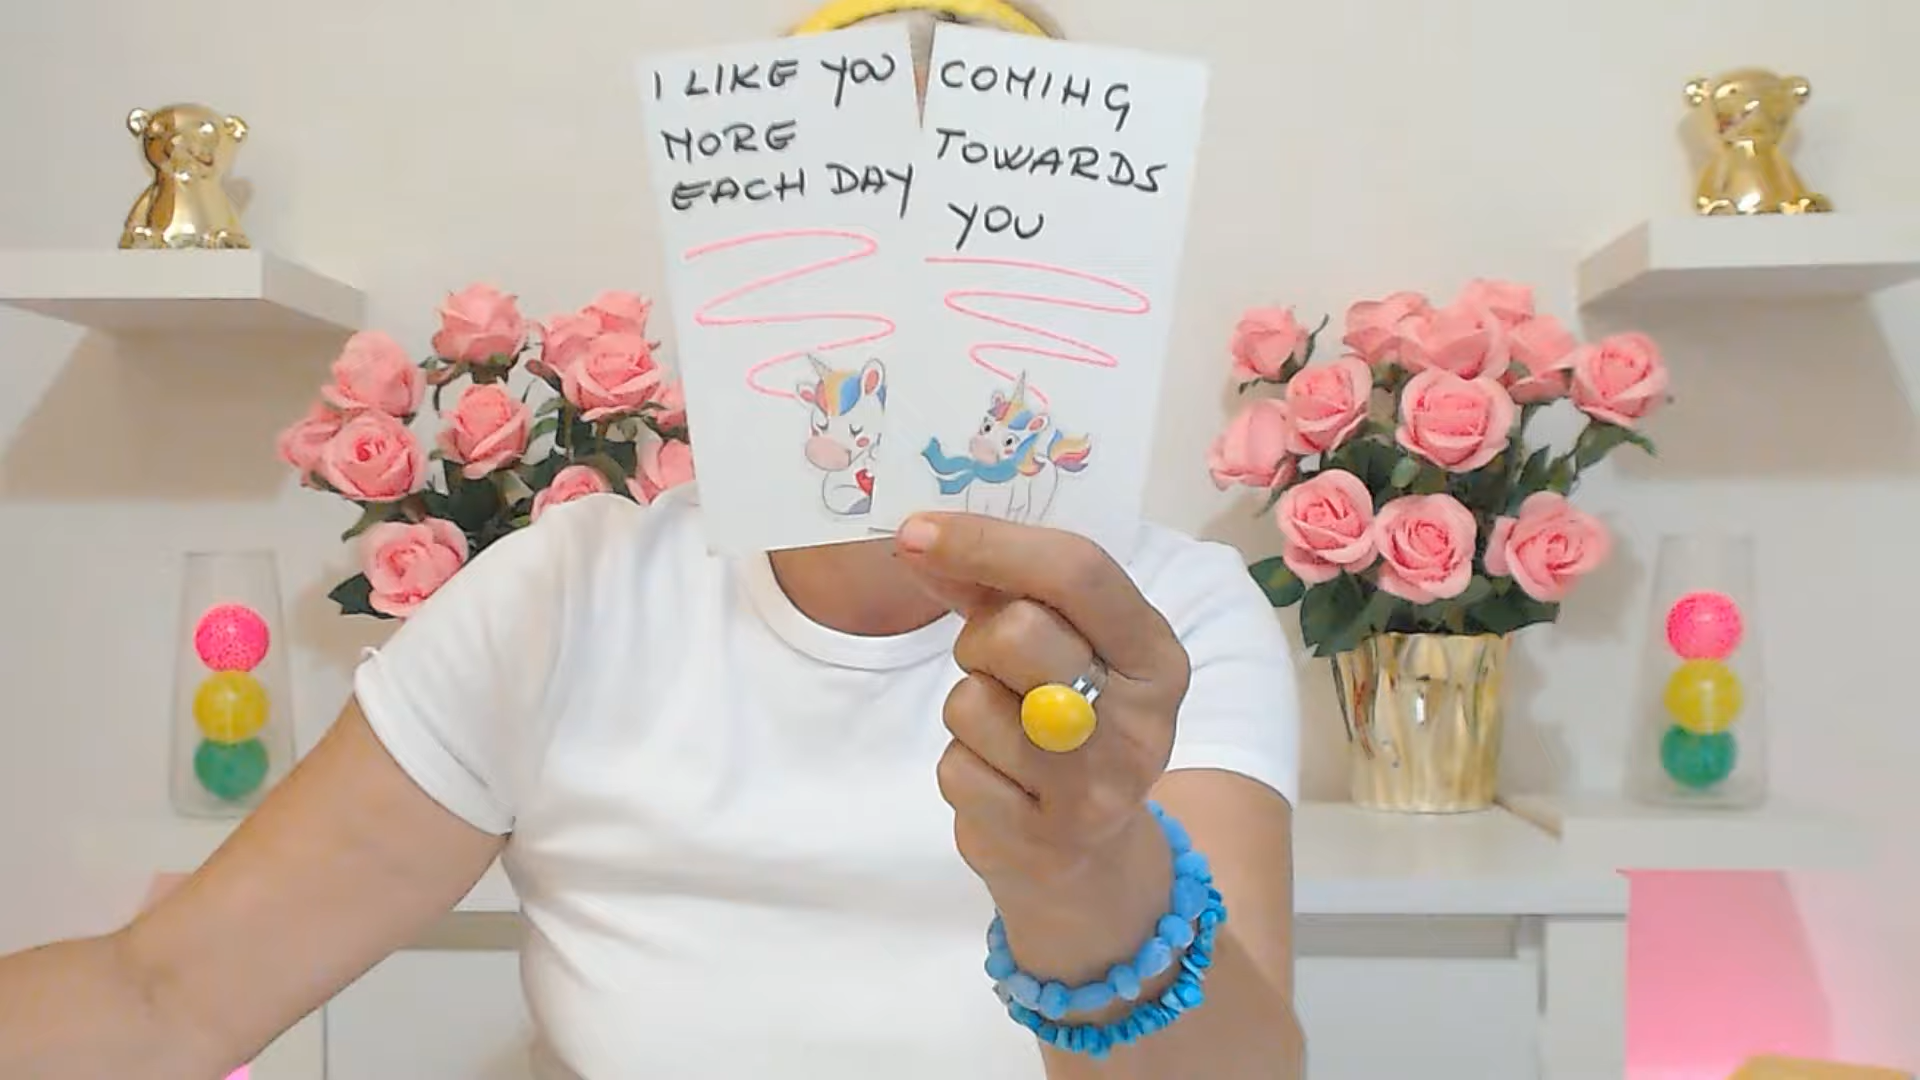 I LIKE YOU
MORE
EACH DAY
COMING
TOWARDS
YOU